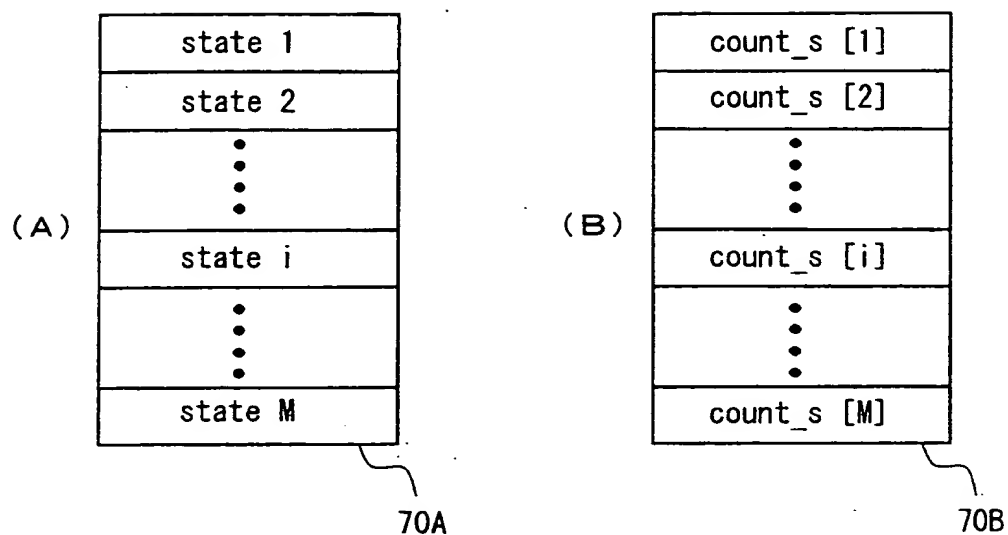 state 1
state 2
(A)
state i
state M
70A
count_s [1]
count_s [2]
(B)
count_s [i]
count_s [M]
70B